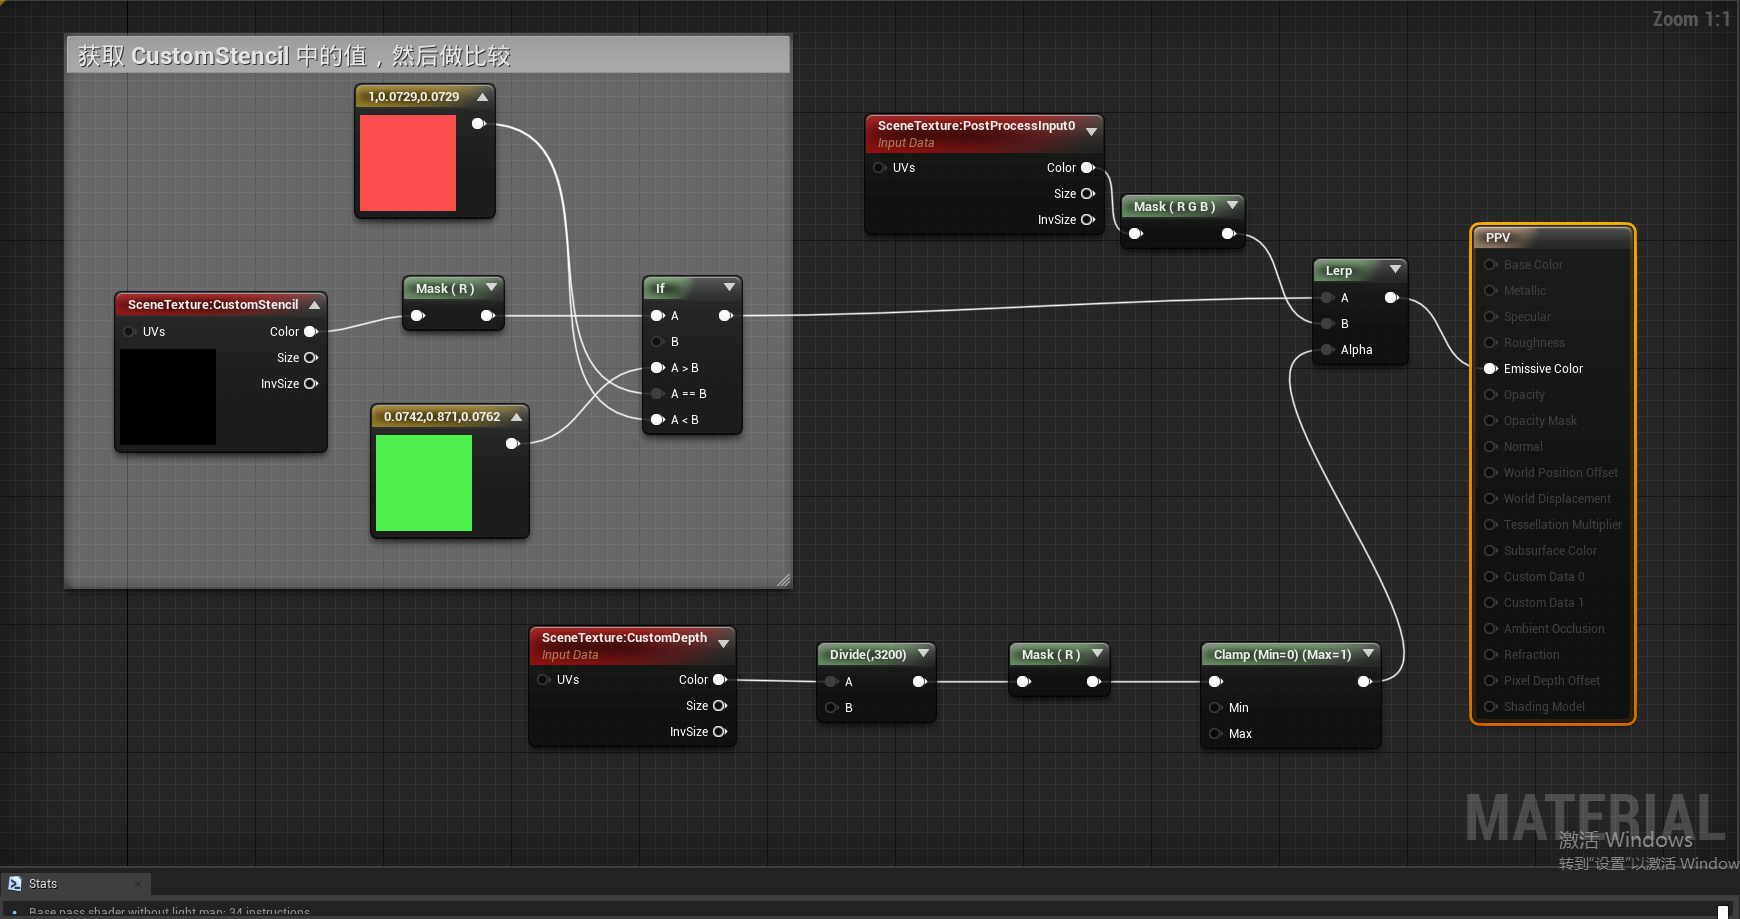 Zoom 1:1
获取 CustomStencil 中的值，然后做比较
1,0.0729,0.0729
SceneTexture:PostProcessInput0
Input Data
UVs
Color
Size
InvSize
Mask ( R G B )
PPV
Base Color
Metallic
Specular
Roughness
Emissive Color
Opacity
Opacity Mask
Normal
World Position Offset
World Displacement
Tessellation Multiplier
Subsurface Color
Custom Data 0
Custom Data 1
Ambient Occlusion
Refraction
Pixel Depth Offset
Shading Model
Lerp
A
B
Alpha
SceneTexture:CustomStencil
UVs
Color
Size
InvSize
Mask ( R )
If
A
B
A > B
A == B
A < B
0.0742,0.871,0.0762
SceneTexture:CustomDepth
Input Data
UVs
Color
Size
InvSize
Divide(,3200)
A
B
Mask ( R )
Clamp (Min=0) (Max=1)
Min
Max
MATERIAL
激活 Windows
转到“设置”以激活 Window
Stats
Base pass shader without light map: 34 instructions